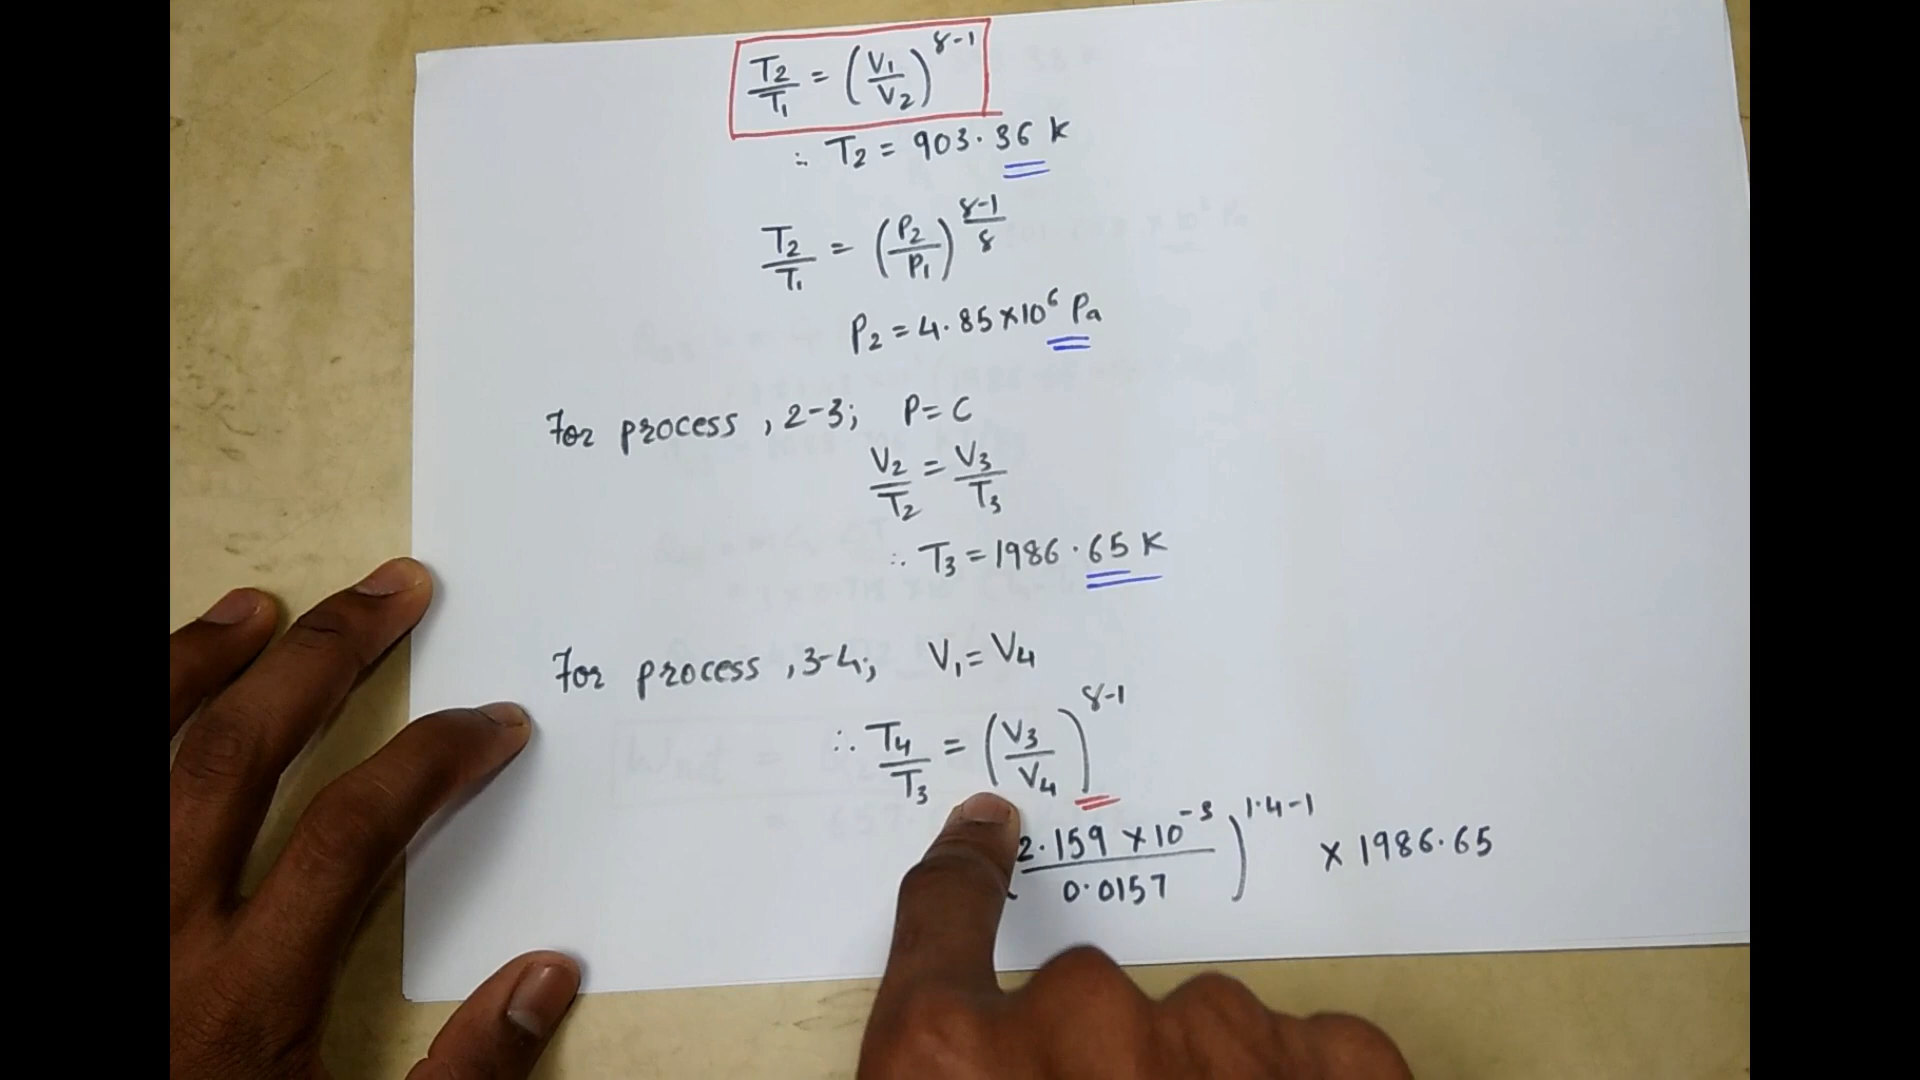 T2/T1 = (V1/V2)^γ-1
∴ T2 = 903.36 K
T2/T1 = (P2/P1)^γ-1/γ
P2 = 4.85×10^6 Pa
For process, 2-3; P=C
V2/T2 = V3/T3
∴ T3 = 1986.65 K
For process, 3-4; V1 = V4
∴ T4/T3 = (V3/V4)^γ-1
2.159 × 10^-3 / 0.0157)^1.4-1 × 1986.65